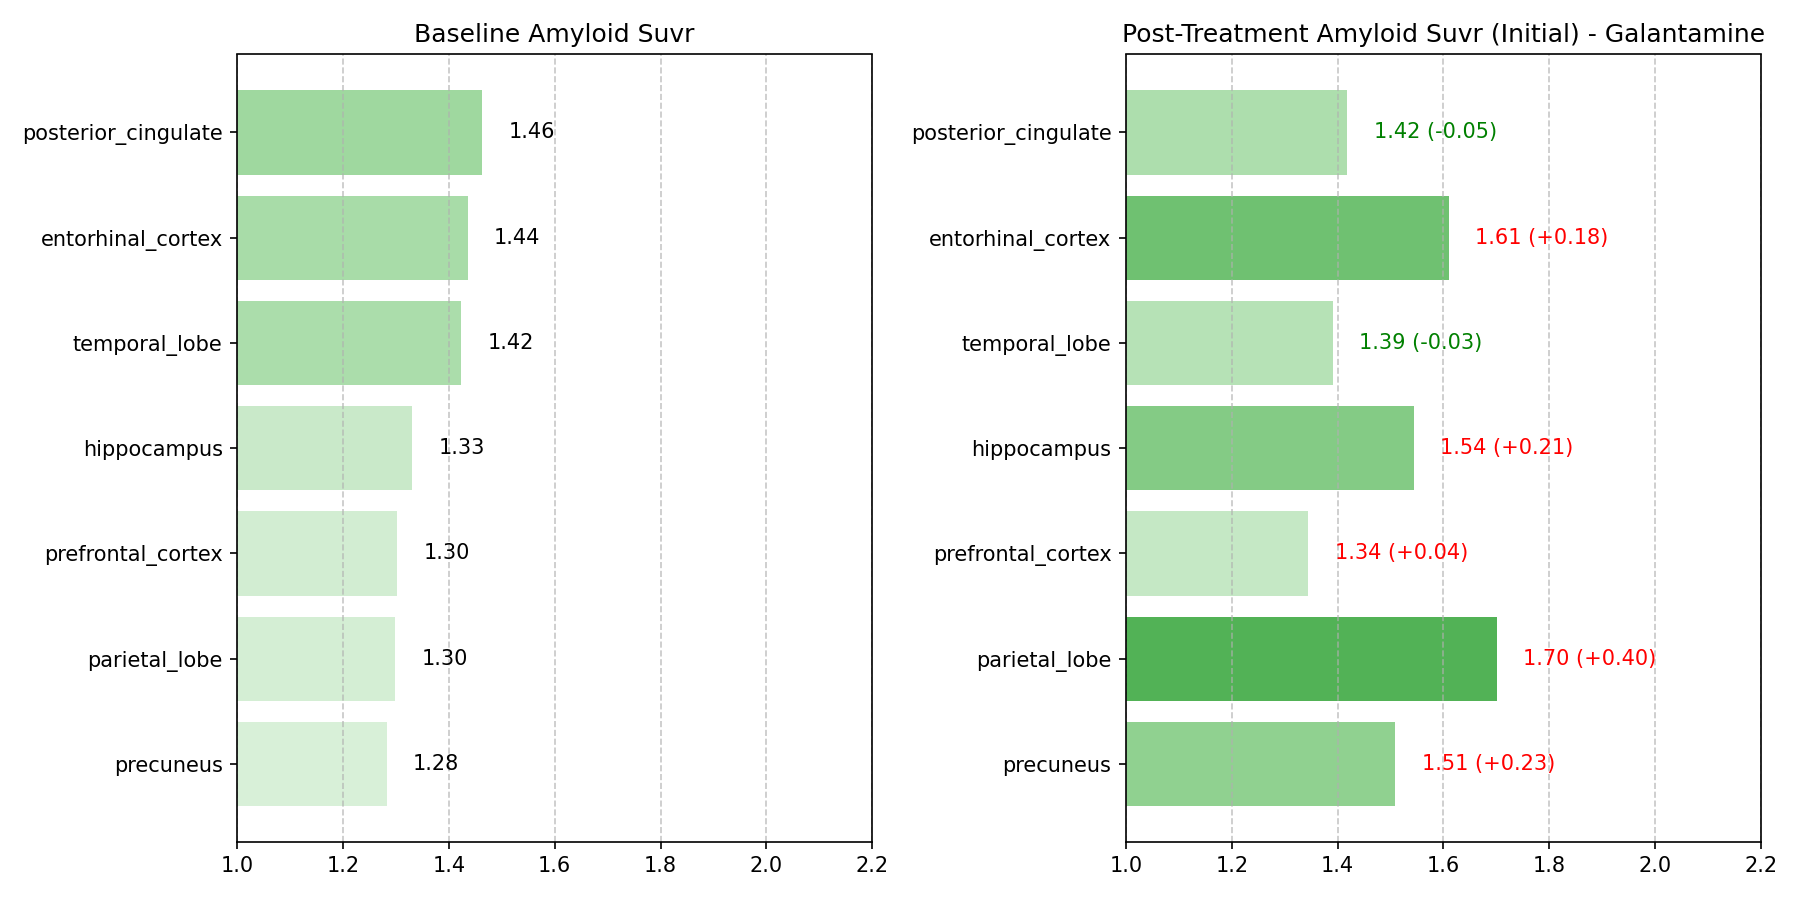 Baseline Amyloid Suvr
posterior_cingulate 1.46
entorhinal_cortex 1.44
temporal_lobe 1.42
hippocampus 1.33
prefrontal_cortex 1.30
parietal_lobe 1.30
precuneus 1.28
1.0 1.2 1.4 1.6 1.8 2.0 2.2
Post-Treatment Amyloid Suvr (Initial) - Galantamine
posterior_cingulate 1.42 (-0.05)
entorhinal_cortex 1.61 (+0.18)
temporal_lobe 1.39 (-0.03)
hippocampus 1.54 (+0.21)
prefrontal_cortex 1.34 (+0.04)
parietal_lobe 1.70 (+0.40)
precuneus 1.51 (+0.23)
1.0 1.2 1.4 1.6 1.8 2.0 2.2